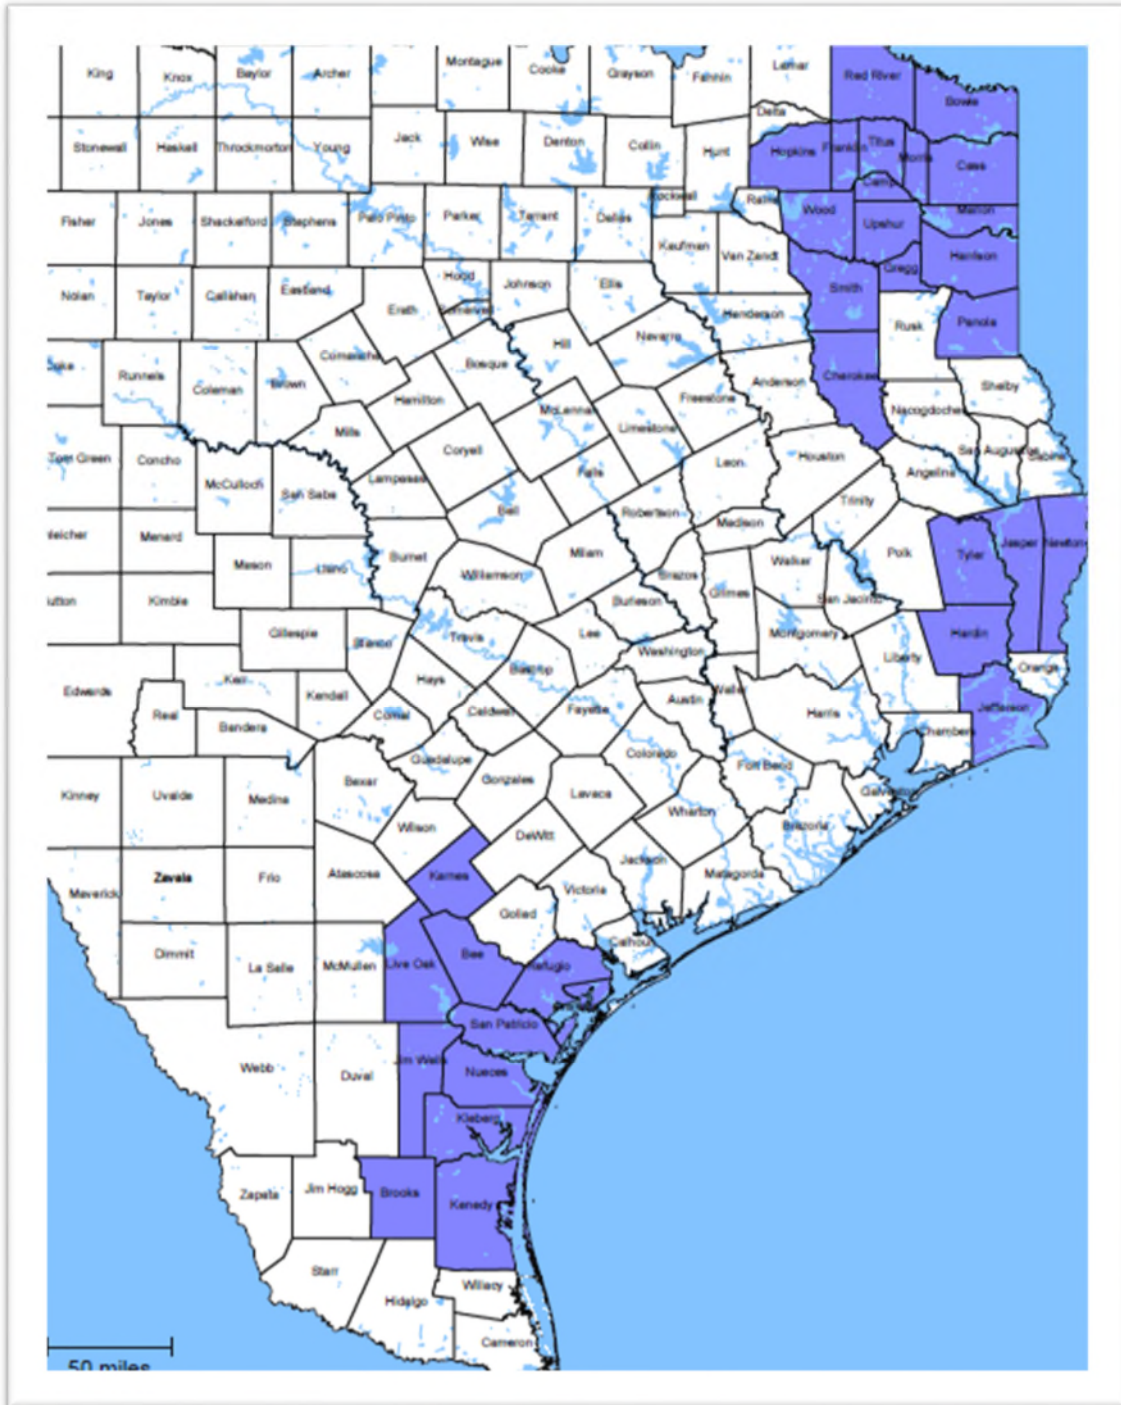 King
Knox
Baylor
Archer
Montague
Cooke
Grayson
Fannin
Lamar
Red River
Bowie
Delta
Stonewall
Haskell
Throckmorton
Young
Jack
Wise
Denton
Collin
Hunt
Hopkins
Franklin
Titus
Morris
Cass
Camp
Fisher
Jones
Shackelford
Stephens
Palo Pinto
Parker
Tarrant
Dallas
Rockwall
Rains
Wood
Upshur
Marion
Kaufman
Van Zandt
Harrison
Gregg
Smith
Nolan
Taylor
Callahan
Eastland
Erath
Hood
Somervell
Johnson
Ellis
Henderson
Rusk
Panola
Coke
Runnels
Coleman
Brown
Comanche
Bosque
Hill
Navarro
Anderson
Cherokee
Shelby
Nacogdoches
Hamilton
McLennan
Limestone
Freestone
Mills
Coryell
Falls
Leon
Houston
San Augustine
Sabine
Angelina
Tom Green
Concho
McCulloch
San Saba
Lampasas
Bell
Robertson
Madison
Trinity
Polk
Tyler
Jasper
Newton
leicher
Menard
Mason
Llano
Burnet
Williamson
Milam
Brazos
Grimes
Walker
San Jacinto
utton
Kimble
Burleson
Gillespie
Blanco
Travis
Lee
Bastrop
Washington
Montgomery
Liberty
Hardin
Orange
Edwards
Real
Kerr
Kendall
Bandera
Hays
Comal
Caldwell
Fayette
Austin
Waller
Harris
Jefferson
Chambers
Kinney
Uvalde
Medina
Bexar
Guadalupe
Gonzales
Lavaca
Colorado
Fort Bend
Galveston
Wharton
Brazoria
Wilson
DeWitt
Maverick
Zavala
Frio
Atascosa
Karnes
Goliad
Victoria
Jackson
Matagorda
Calhoun
Dimmit
La Salle
McMullen
Live Oak
Bee
Refugio
San Patricio
Webb
Duval
Jim Wells
Nueces
Kleberg
Zapata
Jim Hogg
Brooks
Kenedy
Starr
Hidalgo
Willacy
Cameron
50 miles